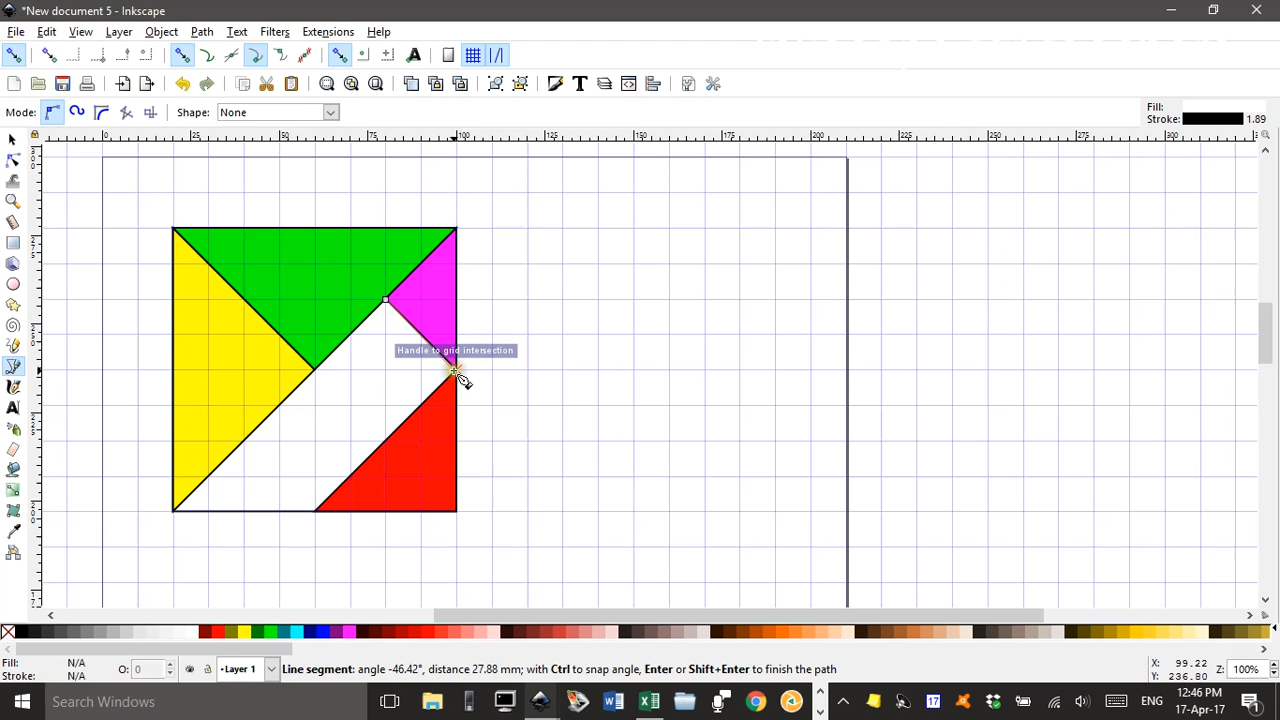 *New document 5 - Inkscape
File Edit View Layer Object Path Text Filters Extensions Help
Mode: Shape: None Fill: Stroke: 1.89
0 25 50 75 100 125 150 175 200 225 250 275 300
Handle to grid intersection
Fill: N/A
Stroke: N/A
O: 0
•Layer 1
Line segment: angle -46.42°, distance 27.88 mm; with Ctrl to snap angle, Enter or Shift+Enter to finish the path
X: 99.22
Y: 236.80
Z: 100%
Search Windows
17
12:46 PM
17-Apr-17
1